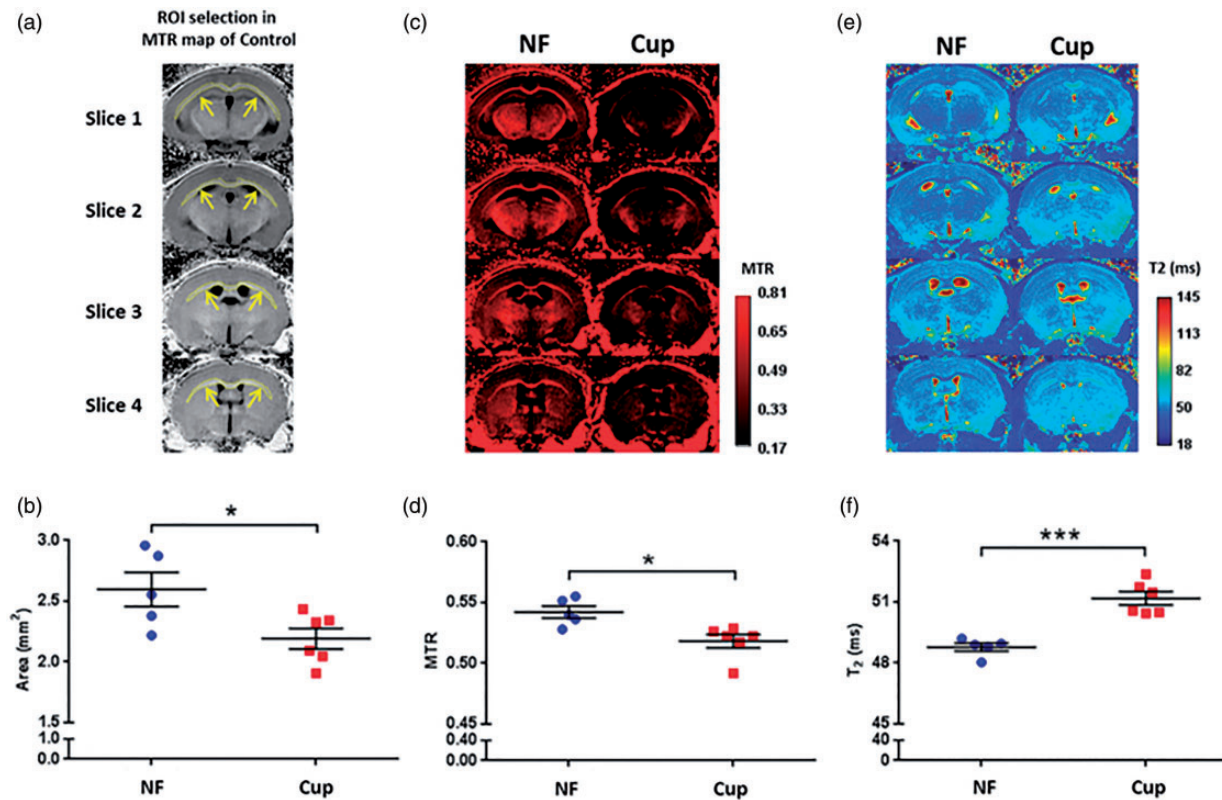 (a)
ROI selection in
MTR map of Control
Slice 1
Slice 2
Slice 3
Slice 4
(b)
*
Area (mm²)
3.0
2.5
2.0
1.5
1.0
0.0
NF
Cup
(c)
NF
Cup
MTR
0.81
0.65
0.49
0.33
0.17
(d)
*
MTR
0.60
0.55
0.50
0.45
0.40
0.00
NF
Cup
(e)
NF
Cup
T2 (ms)
145
113
82
50
18
(f)
***
T₂ (ms)
54
51
48
45
40
0
NF
Cup